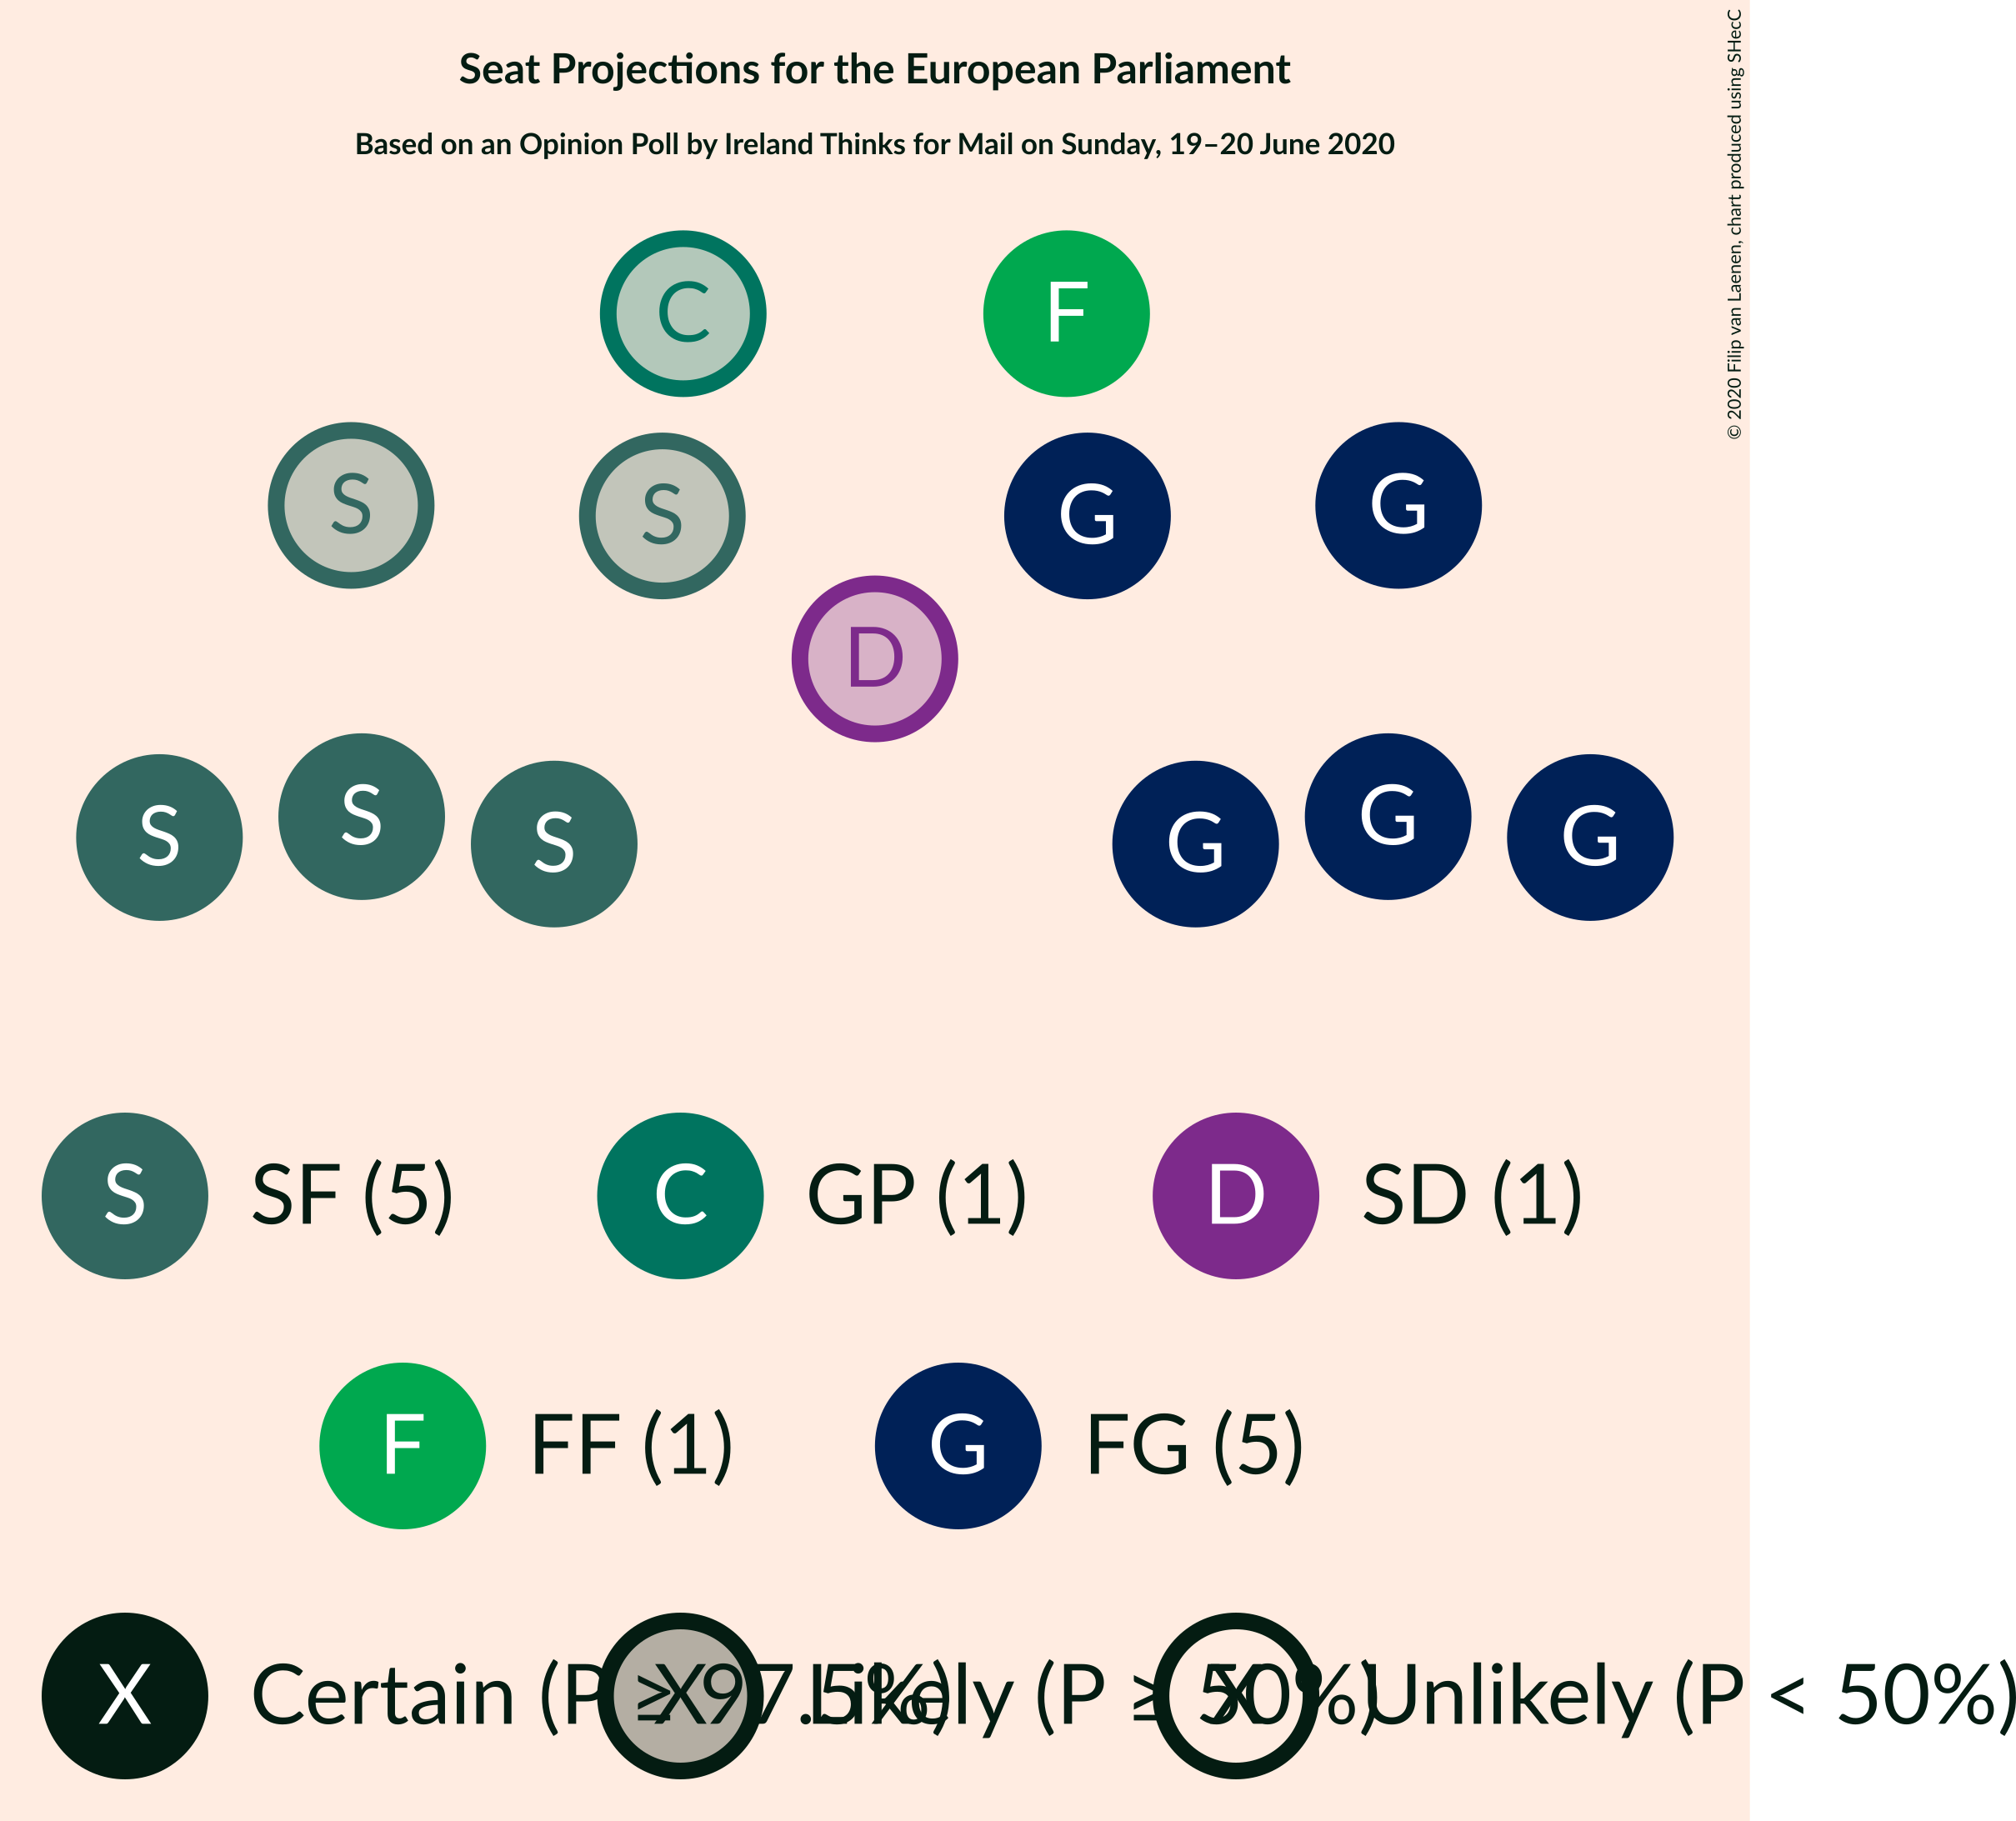 Seat Projections for the European Parliament
Based on an Opinion Poll by Ireland Thinks for Mail on Sunday, 19–20 June 2020
© 2020 Filip van Laenen, chart produced using SHecC
C F
S S G G
D
S S S G G G
S SF (5) C GP (1) D SD (1)
F FF (1) G FG (5)
X Certain (P ≥ 97.5%) X Likely (P ≥ 50%) X Unlikely (P < 50%)